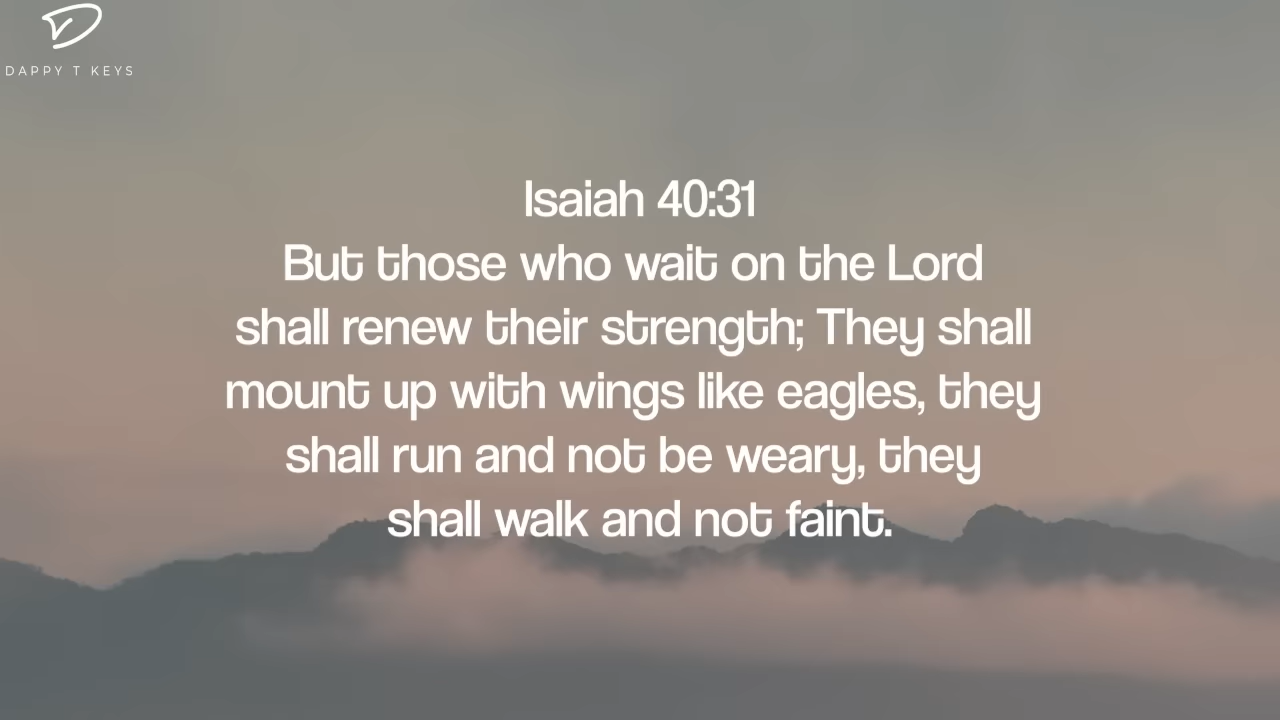 DAPPY T KEYS
Isaiah 40:31
But those who wait on the Lord
shall renew their strength; They shall
mount up with wings like eagles, they
shall run and not be weary, they
shall walk and not faint.